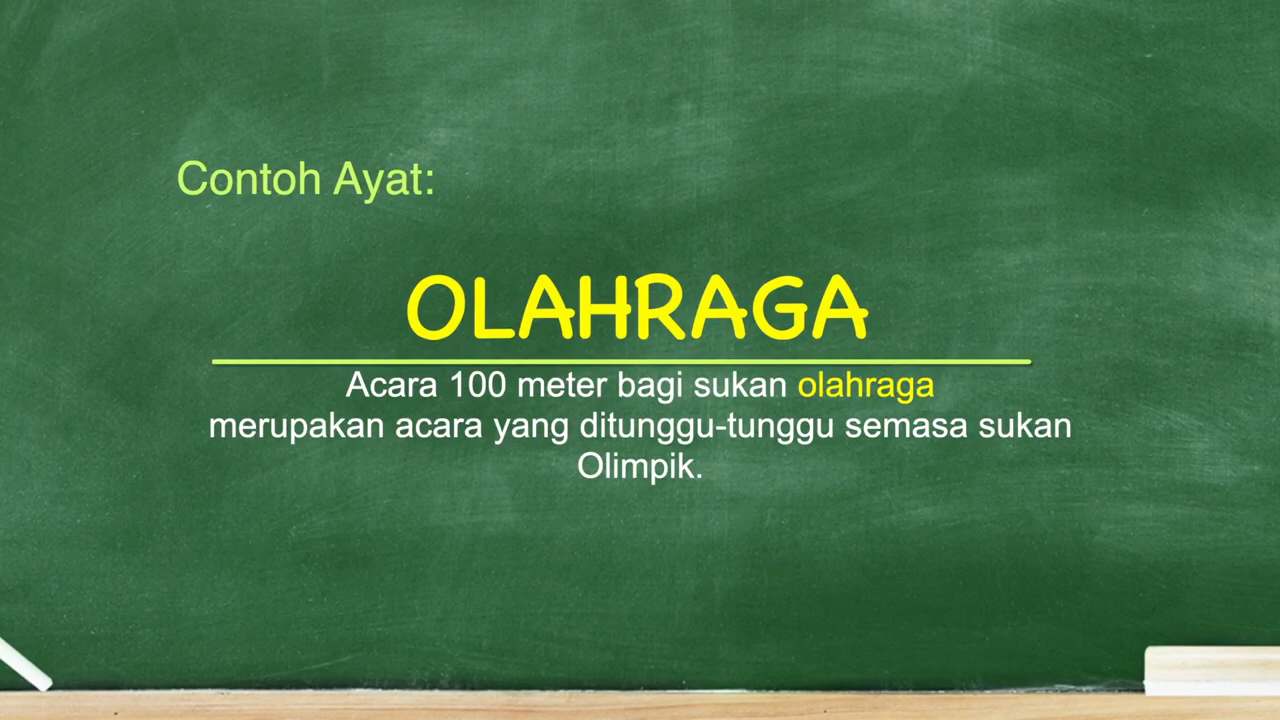 Contoh Ayat:
OLAHRAGA
Acara 100 meter bagi sukan olahraga
merupakan acara yang ditunggu-tunggu semasa sukan
Olimpik.